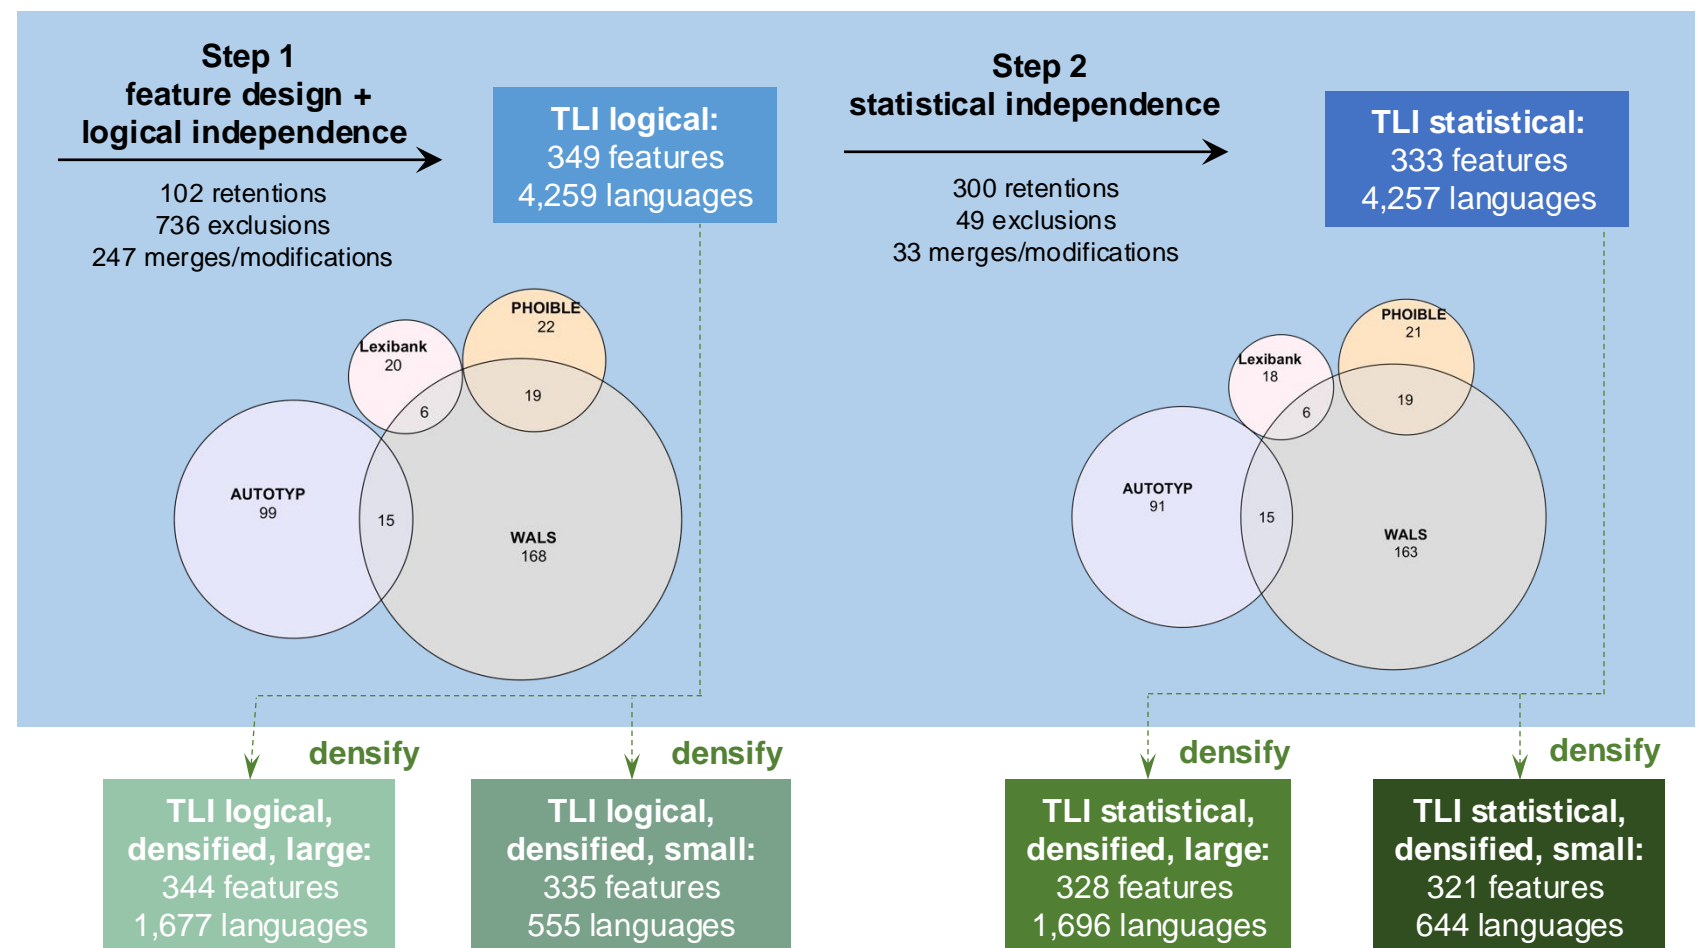 Step 1
feature design +
logical independence
102 retentions
736 exclusions
247 merges/modifications
TLI logical:
349 features
4,259 languages
Step 2
statistical independence
300 retentions
49 exclusions
33 merges/modifications
TLI statistical:
333 features
4,257 languages
PHOIBLE
22
Lexibank
20
19
6
AUTOTYP
99
15
WALS
168
PHOIBLE
21
Lexibank
18
19
6
AUTOTYP
91
15
WALS
163
densify
densify
densify
densify
TLI logical,
densified, large:
344 features
1,677 languages
TLI logical,
densified, small:
335 features
555 languages
TLI statistical,
densified, large:
328 features
1,696 languages
TLI statistical,
densified, small:
321 features
644 languages